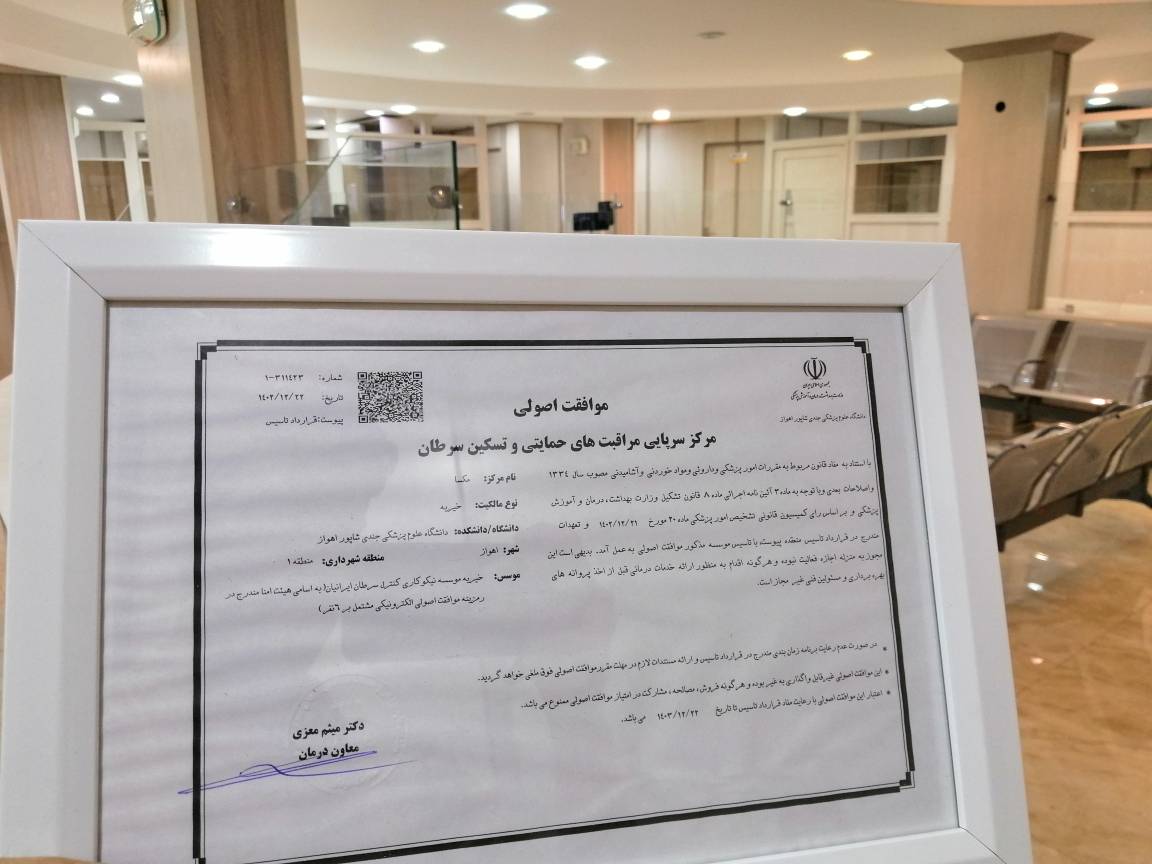 جمهوری اسلامی ایران
وزارت بهداشت، درمان و آموزش پزشکی
دانشگاه علوم پزشکی جندی شاپور اهواز
شماره: ۱-۳۱۱۴۲۳
تاریخ: ۱۴۰۲/۱۲/۲۲
پیوست: قرارداد تاسیس
موافقت اصولی
مرکز سرپایی مراقبت های حمایتی و تسکین سرطان
با استناد به مفاد قانون مربوط به مقررات امور پزشکی و داروئی و مواد خوردنی و آشامیدنی مصوب سال ۱۳۳۴
و اصلاحات بعدی و با توجه به ماده ۳ آئین نامه اجرائی ماده ۸ قانون تشکیل وزارت بهداشت، درمان و آموزش
پزشکی و بر اساس رای کمیسیون قانونی تشخیص امور پزشکی ماده ۲۰ مورخ ۱۴۰۲/۱۲/۲۱ و تعهدات
مندرج در قرارداد تاسیس منعقده پیوست، با تاسیس موسسه مذکور موافقت اصولی به عمل آمد. بدیهی است این
مجوز به منزله اجازه فعالیت نبوده و هرگونه اقدام به منظور ارائه خدمات درمانی قبل از اخذ پروانه های
بهره برداری و مسئولین فنی غیر مجاز است.
نام مرکز: مکسا
نوع مالکیت: خیریه
دانشگاه/دانشکده: دانشگاه علوم پزشکی جندی شاپور اهواز
شهر: اهواز منطقه شهرداری: منطقه ۱
موسس: خیریه موسسه نیکوکاری کنترل سرطان ایرانیان( به اسامی هیئت امنا مندرج در
رمزینه موافقت اصولی الکترونیکی مشتمل بر ۶ نفر)
* در صورت عدم رعایت برنامه زمان بندی مندرج در قرارداد تاسیس و ارائه مستندات لازم در مهلت مقرر موافقت اصولی فوق ملغی خواهد گردید.
* این موافقت اصولی غیرقابل واگذاری به غیر بوده و هرگونه فروش، مصالحه، مشارکت در امتیاز موافقت اصولی ممنوع می باشد.
* اعتبار این موافقت اصولی با رعایت مفاد قرارداد تاسیس تا تاریخ ۱۴۰۳/۱۲/۲۲ می باشد.
دکتر میثم معزی
معاون درمان